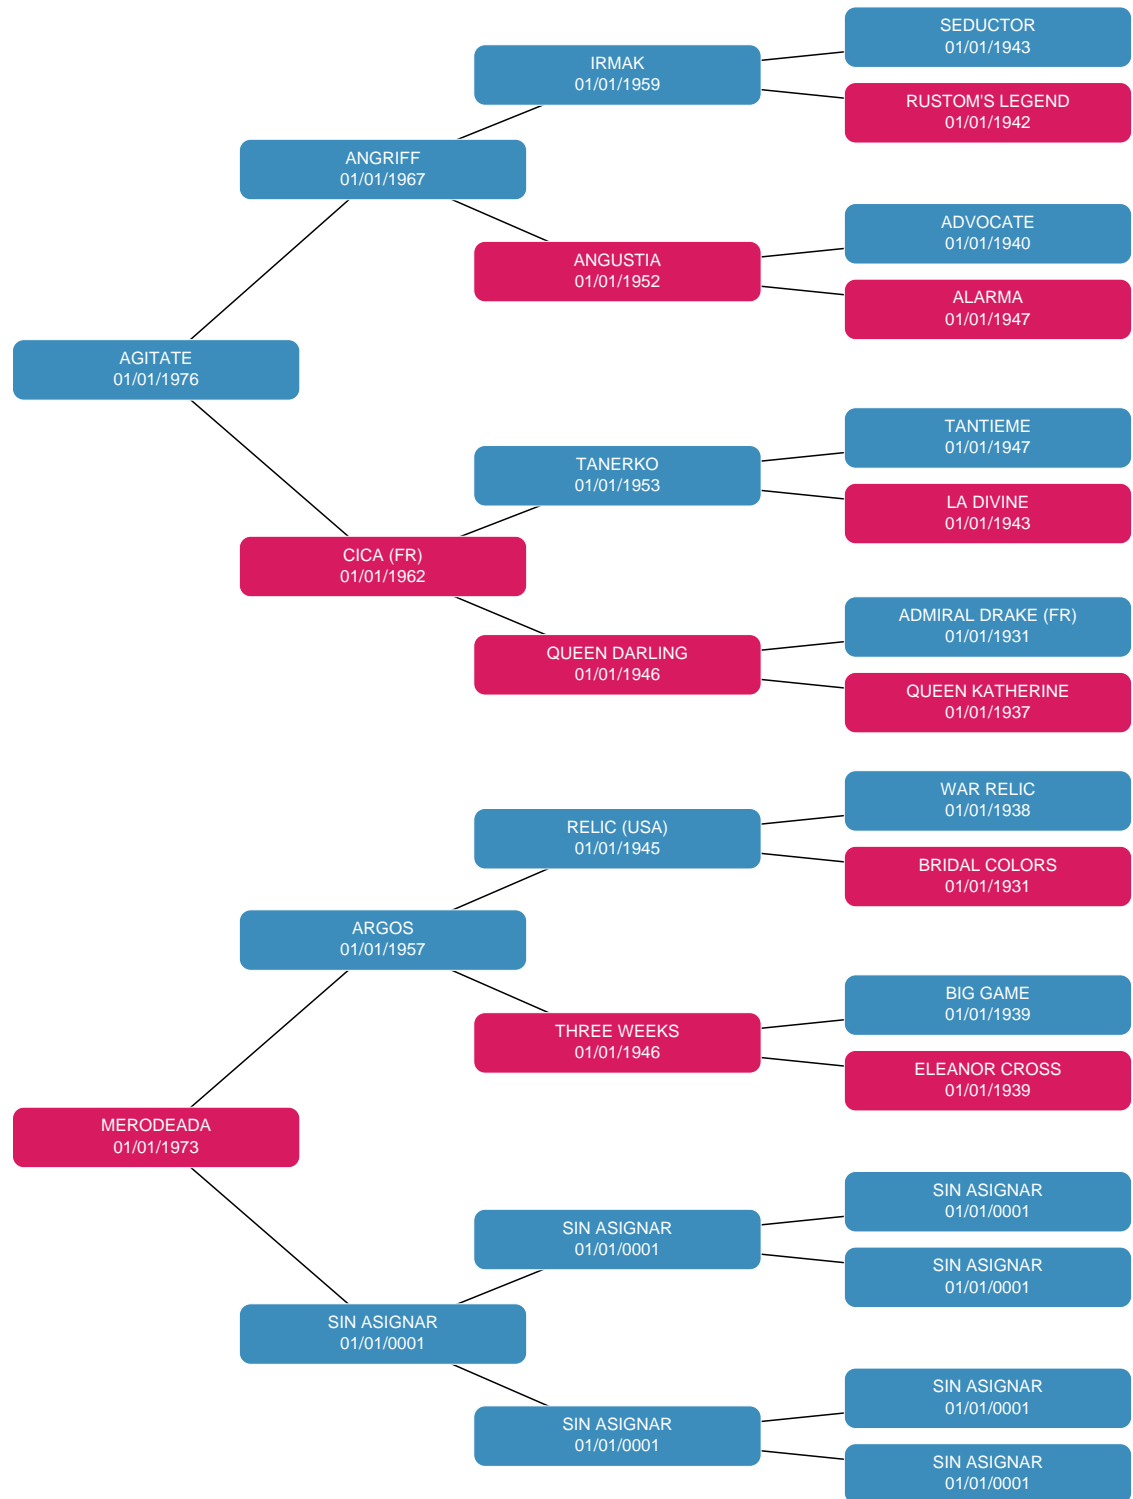 SEDUCTOR
01/01/1943
IRMAK
01/01/1959
RUSTOM'S LEGEND
01/01/1942
ANGRIFF
01/01/1967
ADVOCATE
01/01/1940
ANGUSTIA
01/01/1952
ALARMA
01/01/1947
AGITATE
01/01/1976
TANTIEME
01/01/1947
TANERKO
01/01/1953
LA DIVINE
01/01/1943
CICA (FR)
01/01/1962
ADMIRAL DRAKE (FR)
01/01/1931
QUEEN DARLING
01/01/1946
QUEEN KATHERINE
01/01/1937
WAR RELIC
01/01/1938
RELIC (USA)
01/01/1945
BRIDAL COLORS
01/01/1931
ARGOS
01/01/1957
BIG GAME
01/01/1939
THREE WEEKS
01/01/1946
ELEANOR CROSS
01/01/1939
MERODEADA
01/01/1973
SIN ASIGNAR
01/01/0001
SIN ASIGNAR
01/01/0001
SIN ASIGNAR
01/01/0001
SIN ASIGNAR
01/01/0001
SIN ASIGNAR
01/01/0001
SIN ASIGNAR
01/01/0001
SIN ASIGNAR
01/01/0001